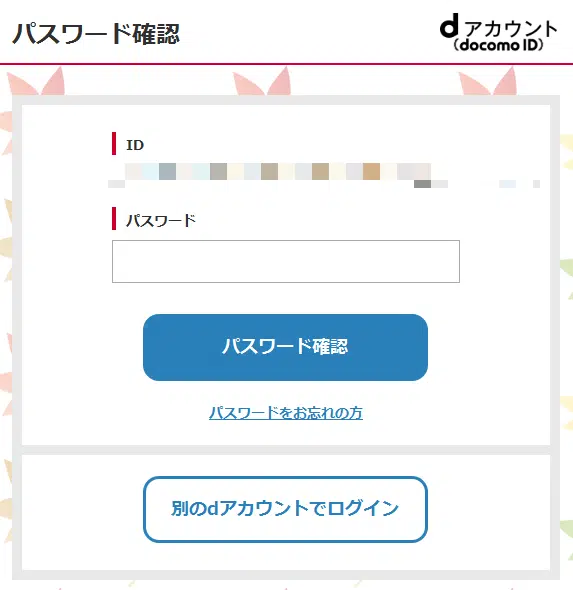 パスワード確認
dアカウント
(docomo ID)
ID
パスワード
パスワード確認
パスワードをお忘れの方
別のdアカウントでログイン